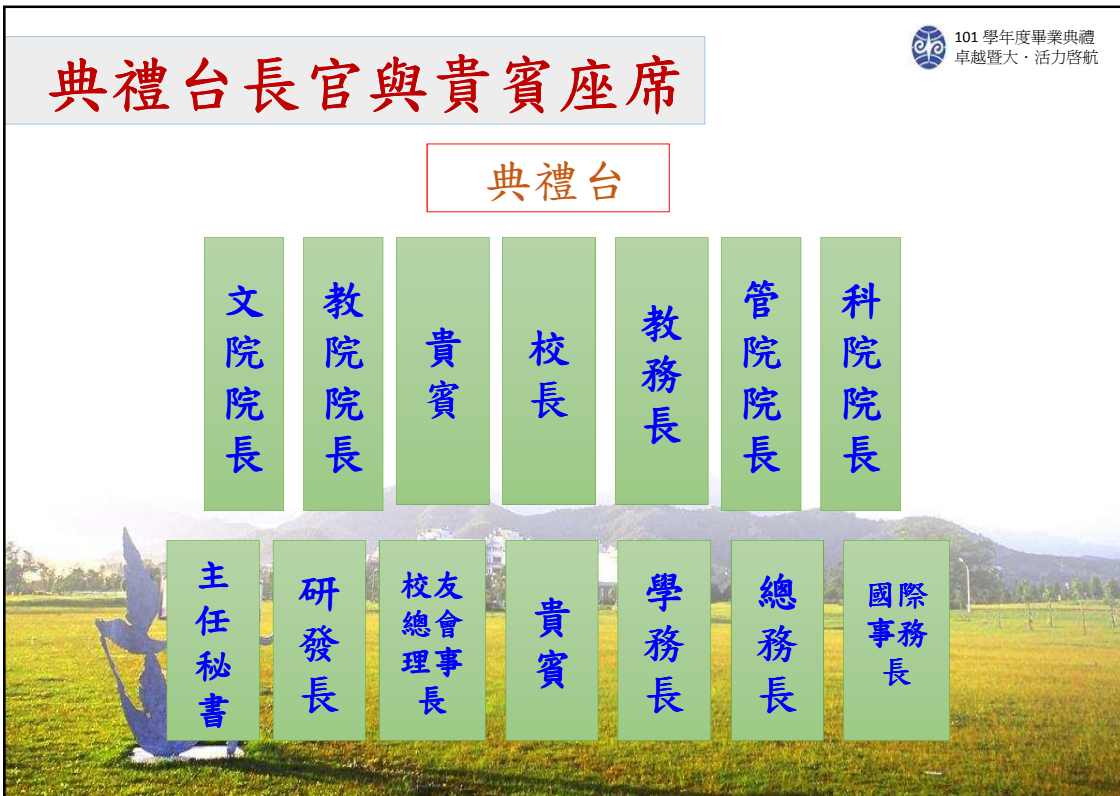 101 學年度畢業典禮
卓越暨大・活力啓航
典禮台長官與貴賓座席
典禮台
文院院長
教院院長
貴賓
校長
教務長
管院院長
科院院長
主任秘書
研發長
校友
總會
理事
長
貴賓
學務長
總務長
國際
事務
長